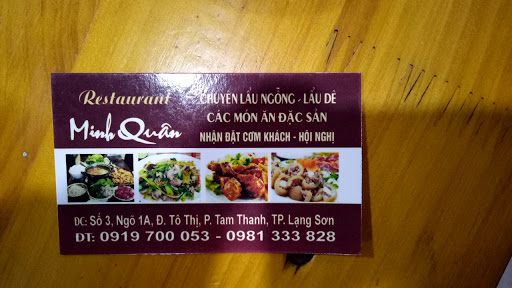 Restaurant
Minh Quân
CHUYÊN LẨU NGỖNG - LẨU DÊ
CÁC MÓN ĂN ĐẶC SẢN
NHẬN ĐẶT CƠM KHÁCH - HỘI NGHỊ
ĐC: Số 3, Ngõ 1A, Đ. Tô Thị, P. Tam Thanh, TP. Lạng Sơn
ĐT: 0919 700 053 - 0981 333 828